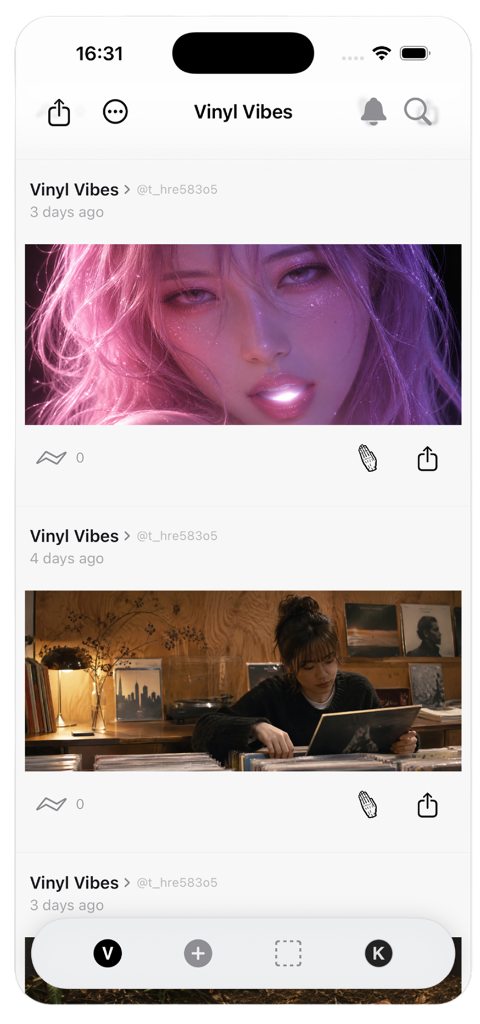 16:31
Vinyl Vibes
Vinyl Vibes > @t_hre583o5
3 days ago
0
Vinyl Vibes > @t_hre583o5
4 days ago
0
Vinyl Vibes > @t_hre583o5
3 days ago
V
K